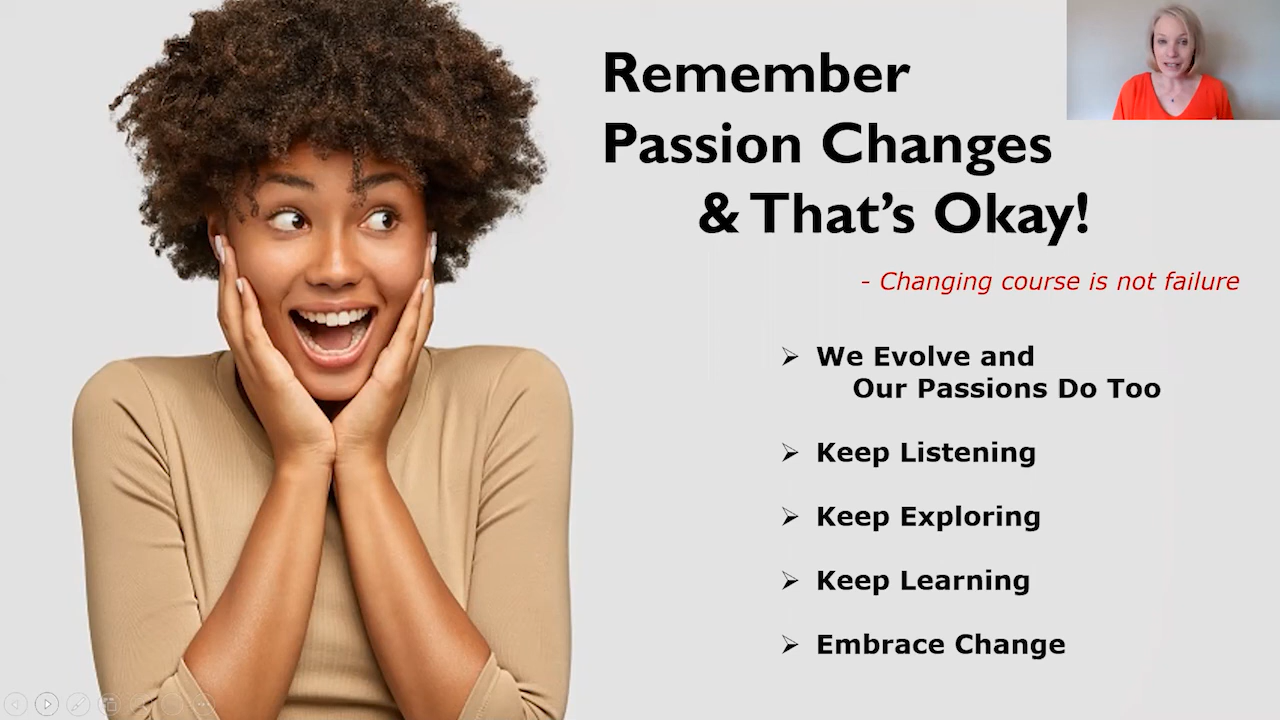 Remember
Passion Changes
& That's Okay!
- Changing course is not failure
➢ We Evolve and
Our Passions Do Too
➢ Keep Listening
➢ Keep Exploring
➢ Keep Learning
➢ Embrace Change